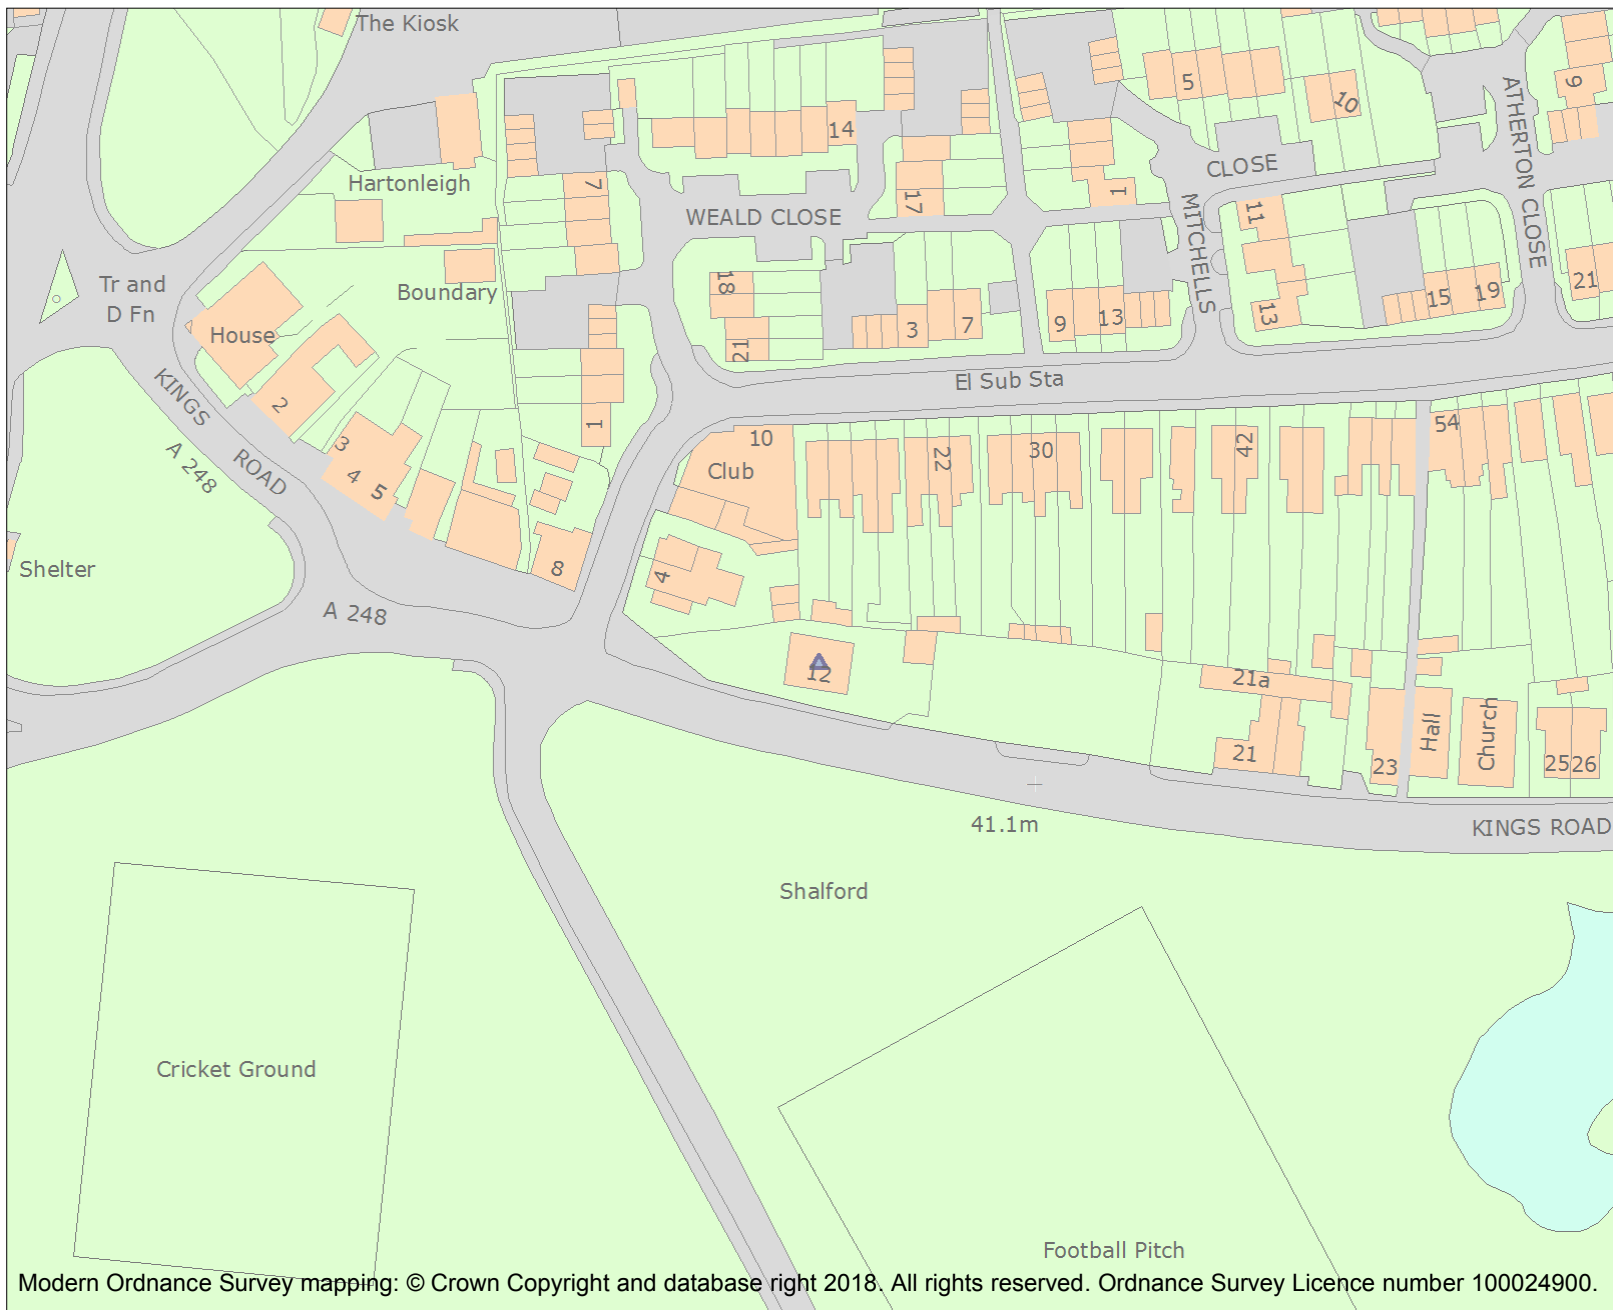 The Kiosk
5
10
9
ATHERTON CLOSE
14
Hartonleigh
7
CLOSE
1
17
WEALD CLOSE
11
MITCHELLS
Tr and
D Fn
Boundary
18
21
15
19
13
House
3
7
9
13
21
El Sub Sta
KINGS
2
1
54
3
10
22
30
42
A 248
ROAD
4
5
Club
Shelter
8
4
A 248
12
21a
Hall
Church
21
23
25
26
41.1m
KINGS ROAD
Shalford
Cricket Ground
Football Pitch
Modern Ordnance Survey mapping: © Crown Copyright and database right 2018. All rights reserved. Ordnance Survey Licence number 100024900.